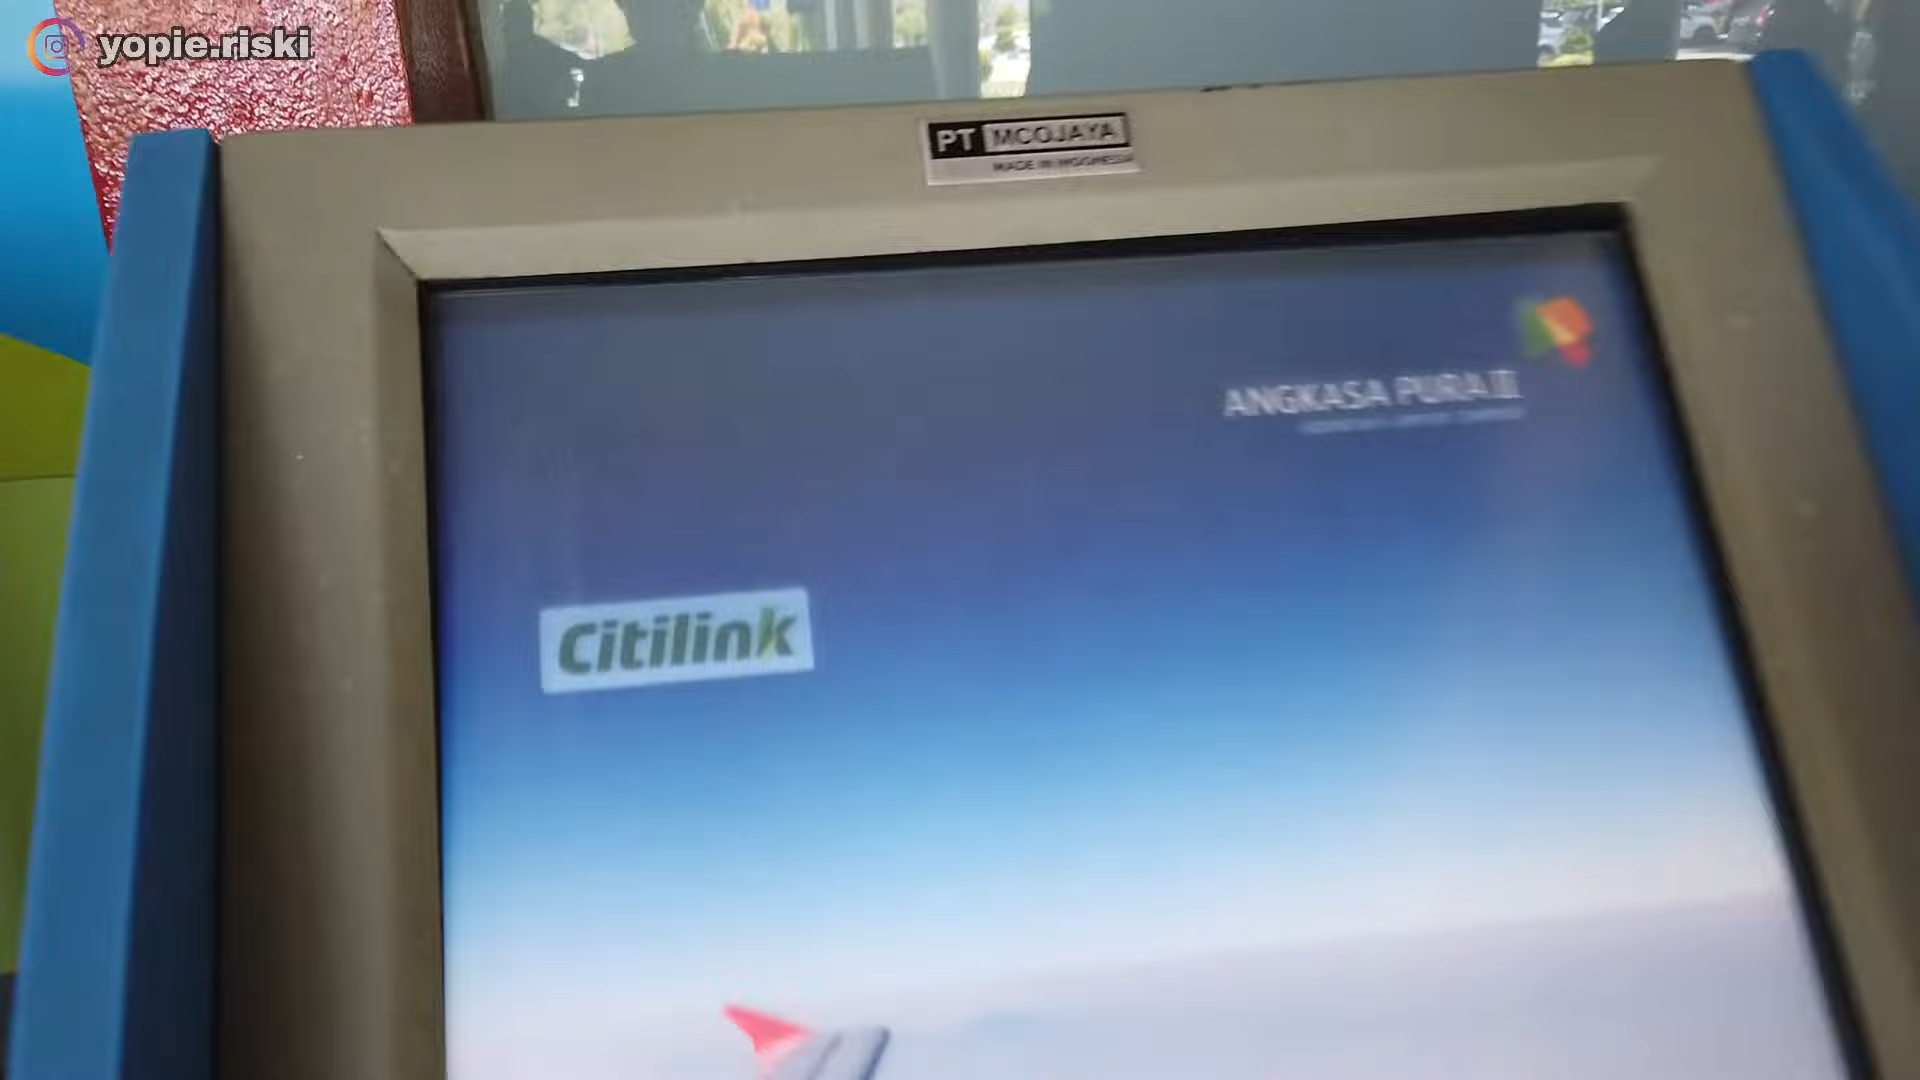 yopie.riski
PT MCOJAYA
MADE IN INDONESIA
ANGKASA PURA II
Citilink